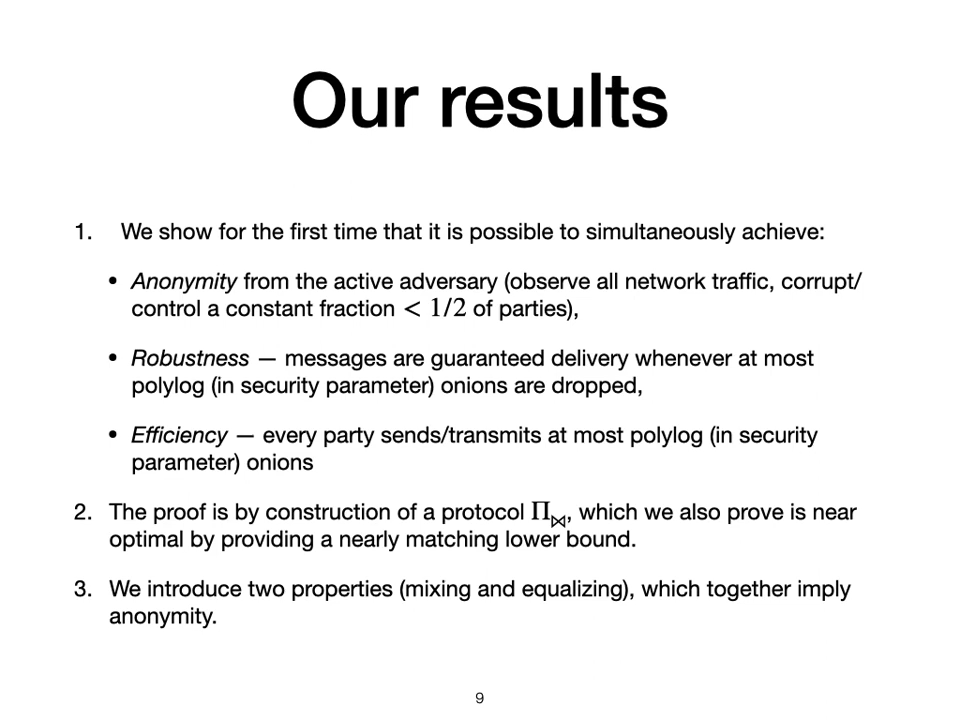 Our results
1. We show for the first time that it is possible to simultaneously achieve:
• Anonymity from the active adversary (observe all network traffic, corrupt/
control a constant fraction < 1/2 of parties),
• Robustness — messages are guaranteed delivery whenever at most
polylog (in security parameter) onions are dropped,
• Efficiency — every party sends/transmits at most polylog (in security
parameter) onions
2. The proof is by construction of a protocol Π⋈, which we also prove is near
optimal by providing a nearly matching lower bound.
3. We introduce two properties (mixing and equalizing), which together imply
anonymity.
9